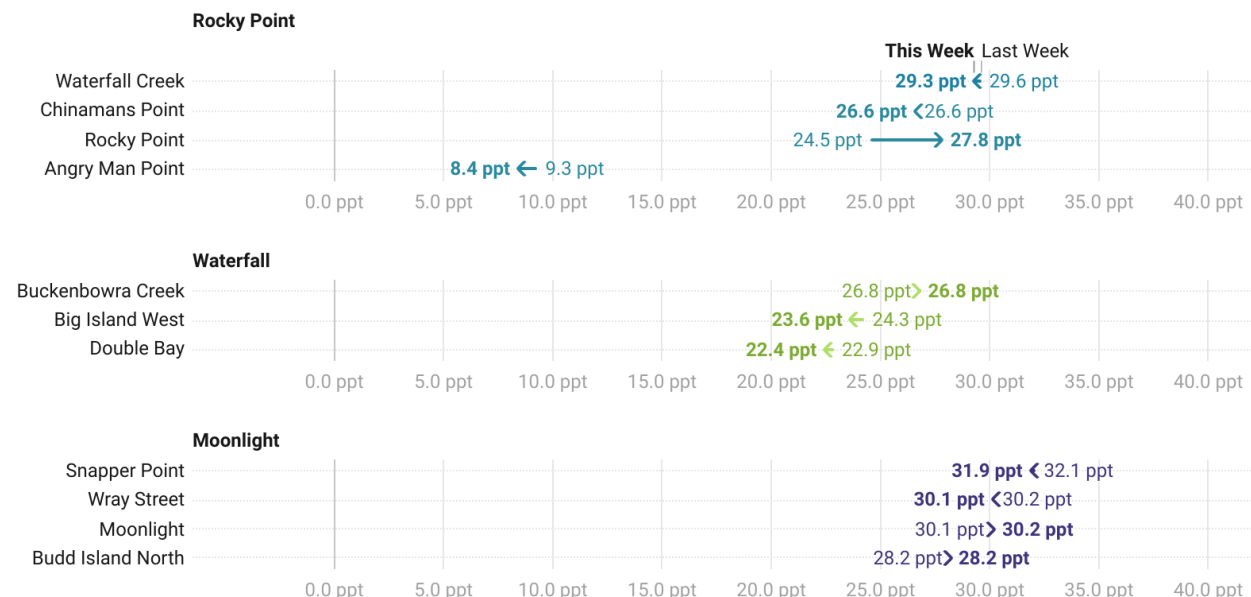 Rocky Point
This Week Last Week
Waterfall Creek 29.3 ppt 29.6 ppt
Chinamans Point 26.6 ppt 26.6 ppt
Rocky Point 24.5 ppt 27.8 ppt
Angry Man Point 8.4 ppt 9.3 ppt
0.0 ppt 5.0 ppt 10.0 ppt 15.0 ppt 20.0 ppt 25.0 ppt 30.0 ppt 35.0 ppt 40.0 ppt
Waterfall
Buckenbowra Creek 26.8 ppt 26.8 ppt
Big Island West 23.6 ppt 24.3 ppt
Double Bay 22.4 ppt 22.9 ppt
0.0 ppt 5.0 ppt 10.0 ppt 15.0 ppt 20.0 ppt 25.0 ppt 30.0 ppt 35.0 ppt 40.0 ppt
Moonlight
Snapper Point 31.9 ppt 32.1 ppt
Wray Street 30.1 ppt 30.2 ppt
Moonlight 30.1 ppt 30.2 ppt
Budd Island North 28.2 ppt 28.2 ppt
0.0 ppt 5.0 ppt 10.0 ppt 15.0 ppt 20.0 ppt 25.0 ppt 30.0 ppt 35.0 ppt 40.0 ppt